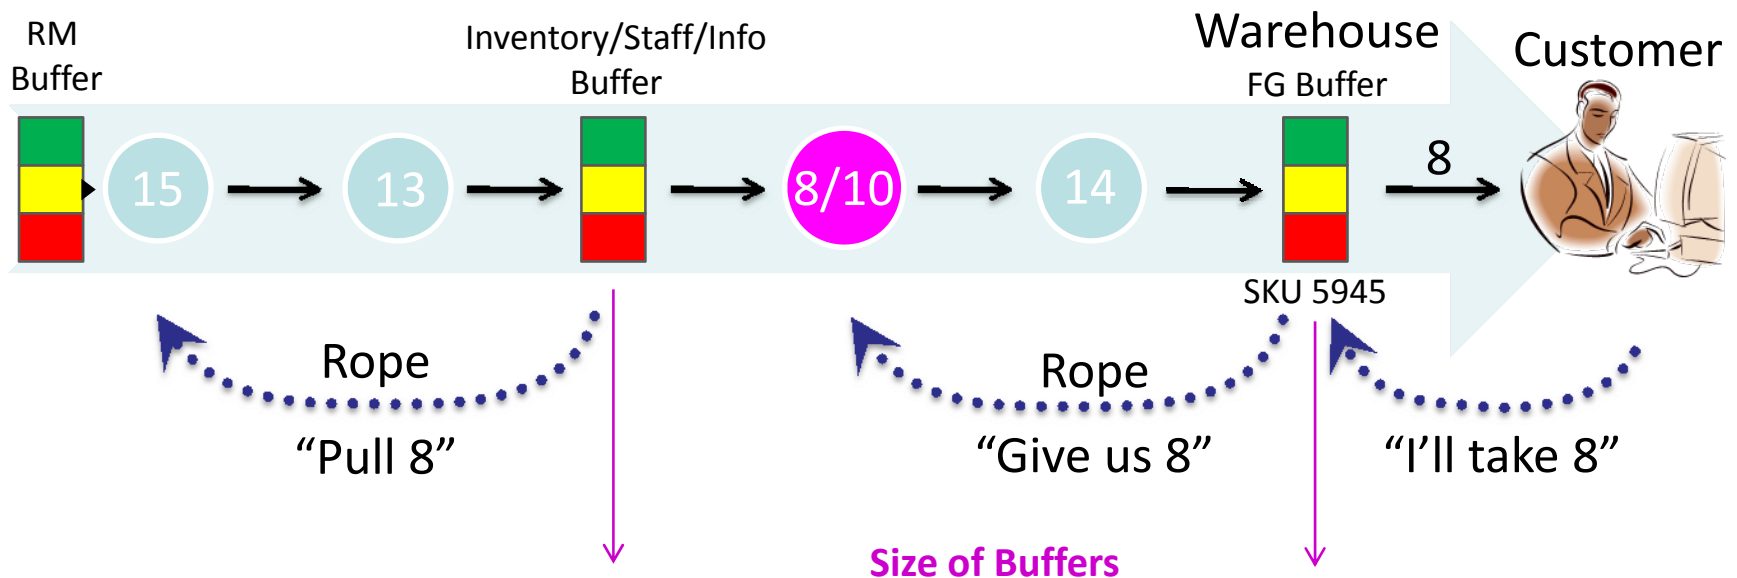 RM
Buffer
Inventory/Staff/Info
Buffer
Warehouse
FG Buffer
Customer
15
13
8/10
14
8
SKU 5945
Rope
“Pull 8”
Rope
“Give us 8”
“I’ll take 8”
Size of Buffers